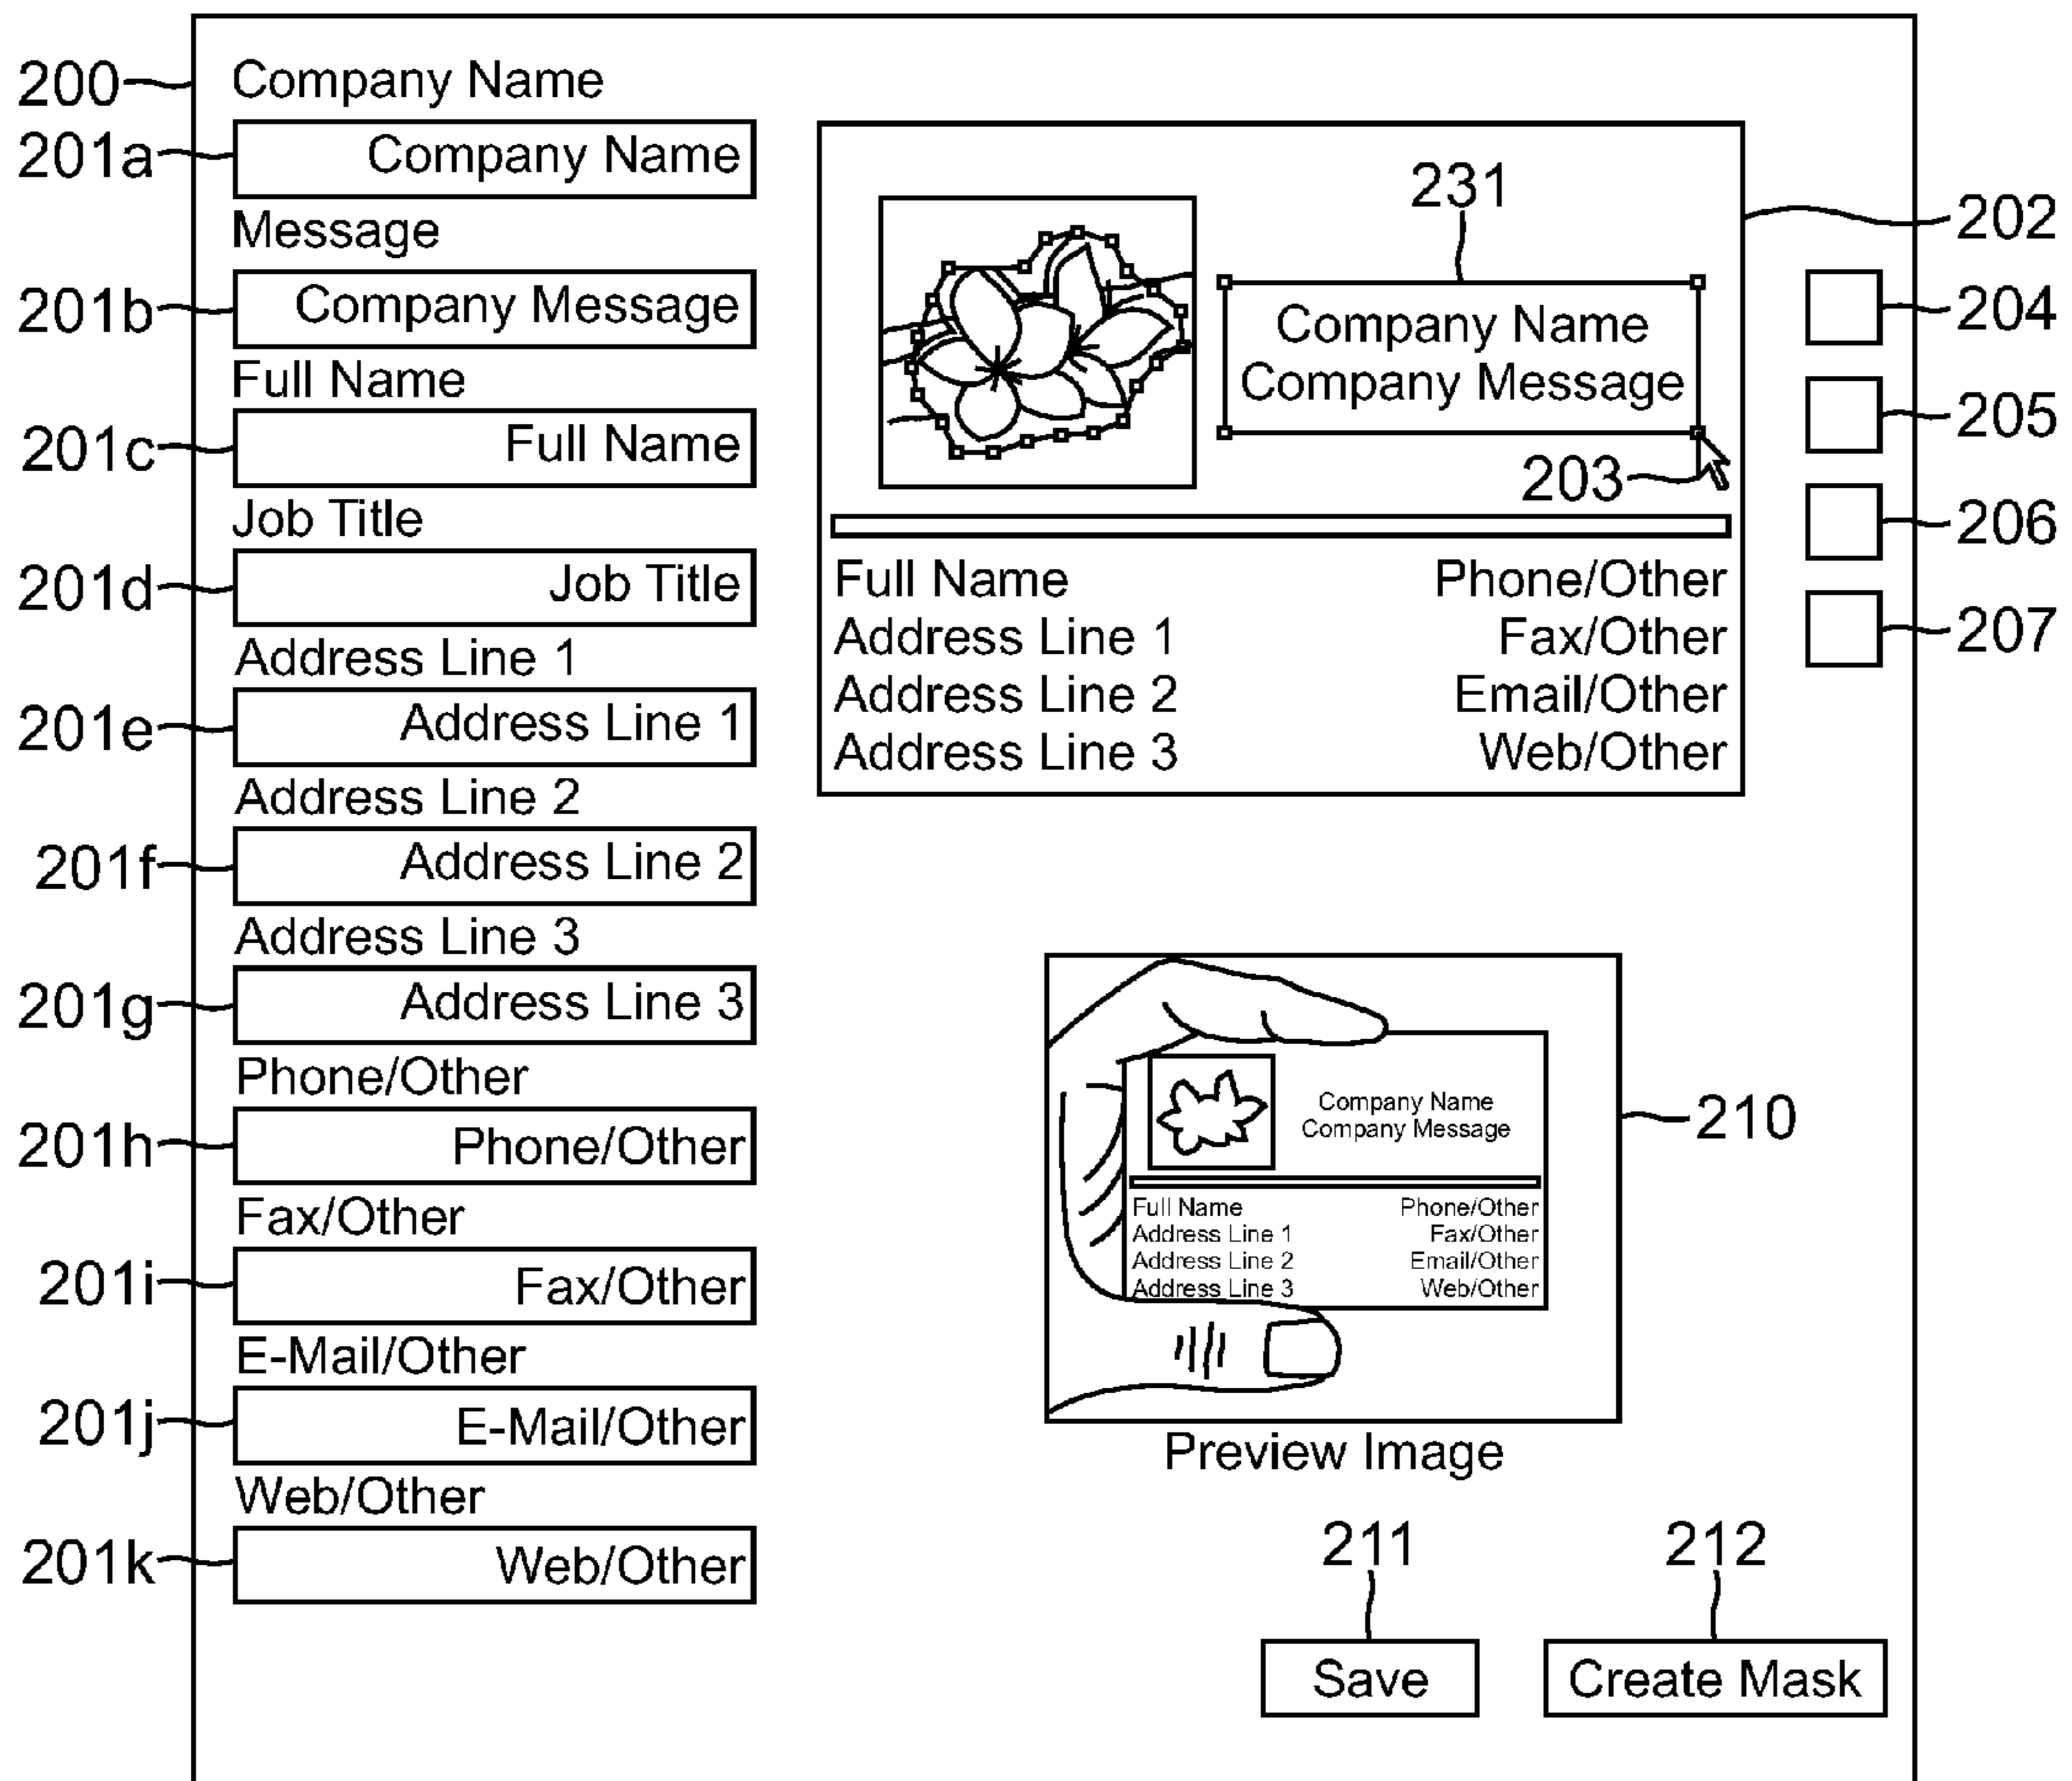 200
Company Name
201a
Company Name
Message
201b
Company Message
Full Name
201c
Full Name
Job Title
201d
Job Title
Address Line 1
201e
Address Line 1
Address Line 2
201f
Address Line 2
Address Line 3
201g
Address Line 3
Phone/Other
201h
Phone/Other
Fax/Other
201i
Fax/Other
E-Mail/Other
201j
E-Mail/Other
Web/Other
201k
Web/Other
231
202
Company Name
Company Message
203
204
205
206
207
Full Name Phone/Other
Address Line 1 Fax/Other
Address Line 2 Email/Other
Address Line 3 Web/Other
Company Name
Company Message
210
Full Name Phone/Other
Address Line 1 Fax/Other
Address Line 2 Email/Other
Address Line 3 Web/Other
Preview Image
211 212
Save Create Mask